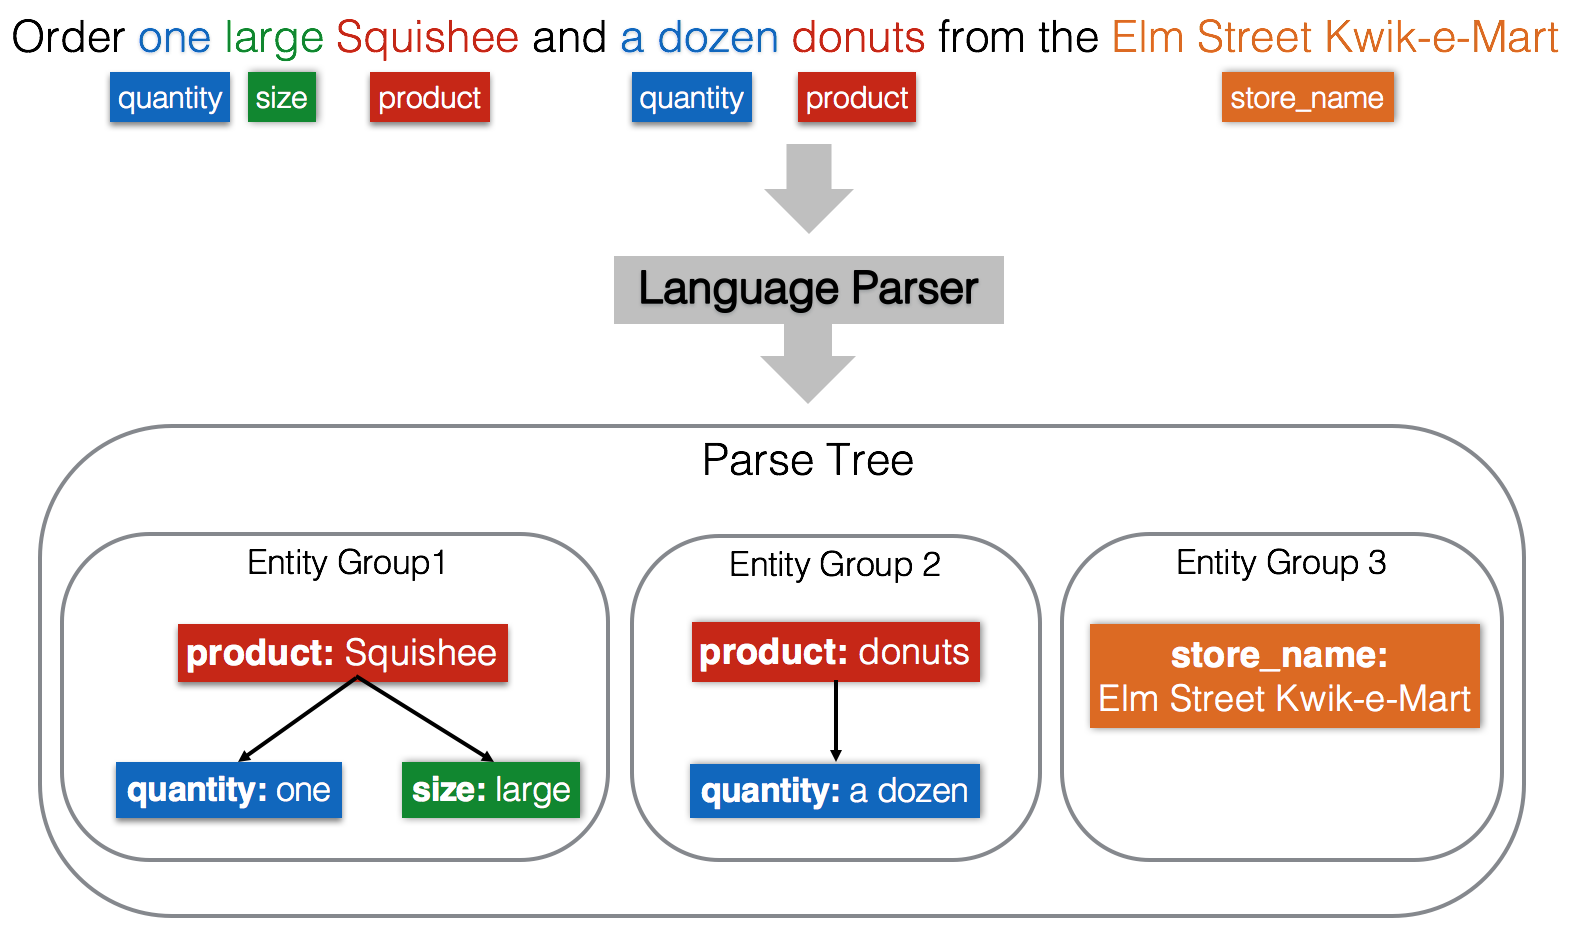 Order one large Squishee and a dozen donuts from the Elm Street Kwik-e-Mart
quantity size product quantity product store_name
Language Parser
Parse Tree
Entity Group1
product: Squishee
quantity: one size: large
Entity Group 2
product: donuts
quantity: a dozen
Entity Group 3
store_name:
Elm Street Kwik-e-Mart